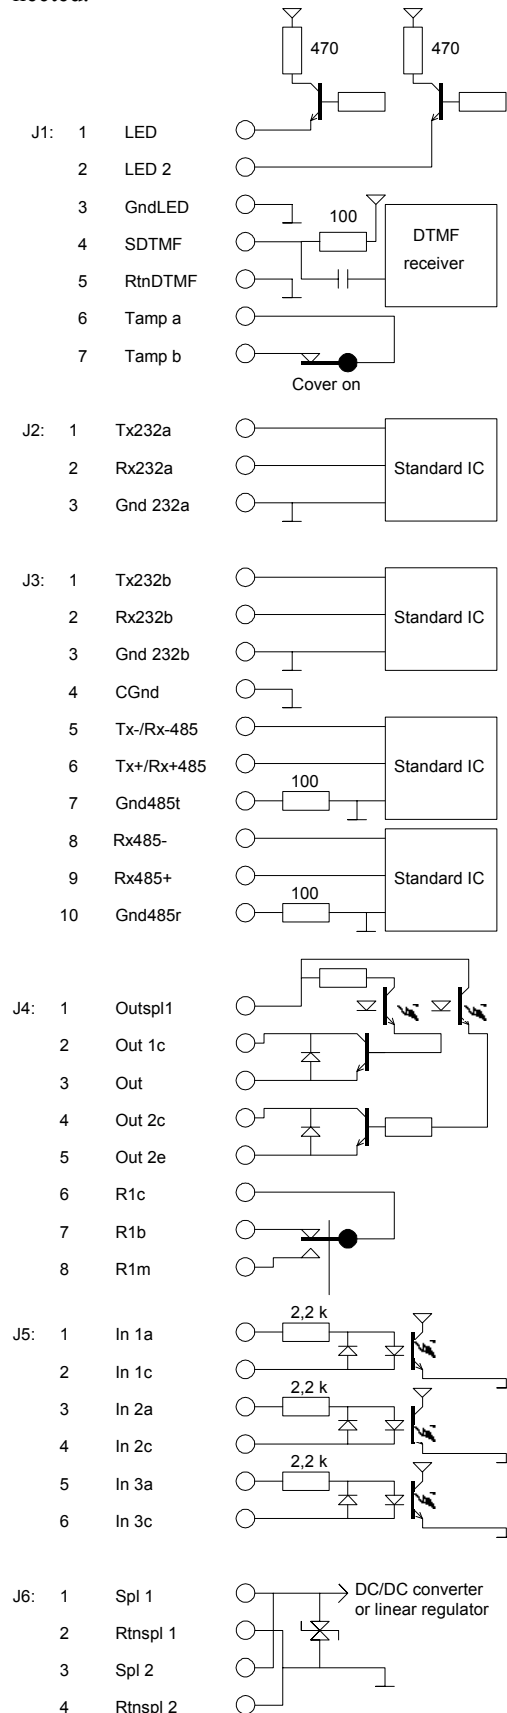 nected.
470 470
J1: 1 LED
2 LED 2
3 GndLED
100
4 SDTMF
DTMF
receiver
5 RtnDTMF
6 Tamp a
7 Tamp b
Cover on
J2: 1 Tx232a
2 Rx232a Standard IC
3 Gnd 232a
J3: 1 Tx232b
2 Rx232b Standard IC
3 Gnd 232b
4 CGnd
5 Tx-/Rx-485
6 Tx+/Rx+485 Standard IC
100
7 Gnd485t
8 Rx485-
9 Rx485+ Standard IC
100
10 Gnd485r
J4: 1 Outspl1
2 Out 1c
3 Out
4 Out 2c
5 Out 2e
6 R1c
7 R1b
8 R1m
2,2 k
J5: 1 In 1a
2 In 1c
2,2 k
3 In 2a
4 In 2c
2,2 k
5 In 3a
6 In 3c
J6: 1 Spl 1 DC/DC converter
or linear regulator
2 Rtnspl 1
3 Spl 2
4 Rtnspl 2